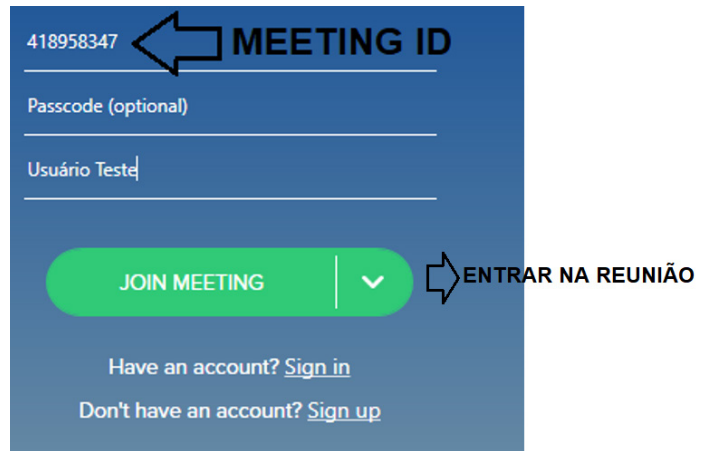 418958347 MEETING ID
Passcode (optional)
Usuário Teste
JOIN MEETING ENTRAR NA REUNIÃO
Have an account? Sign in
Don't have an account? Sign up